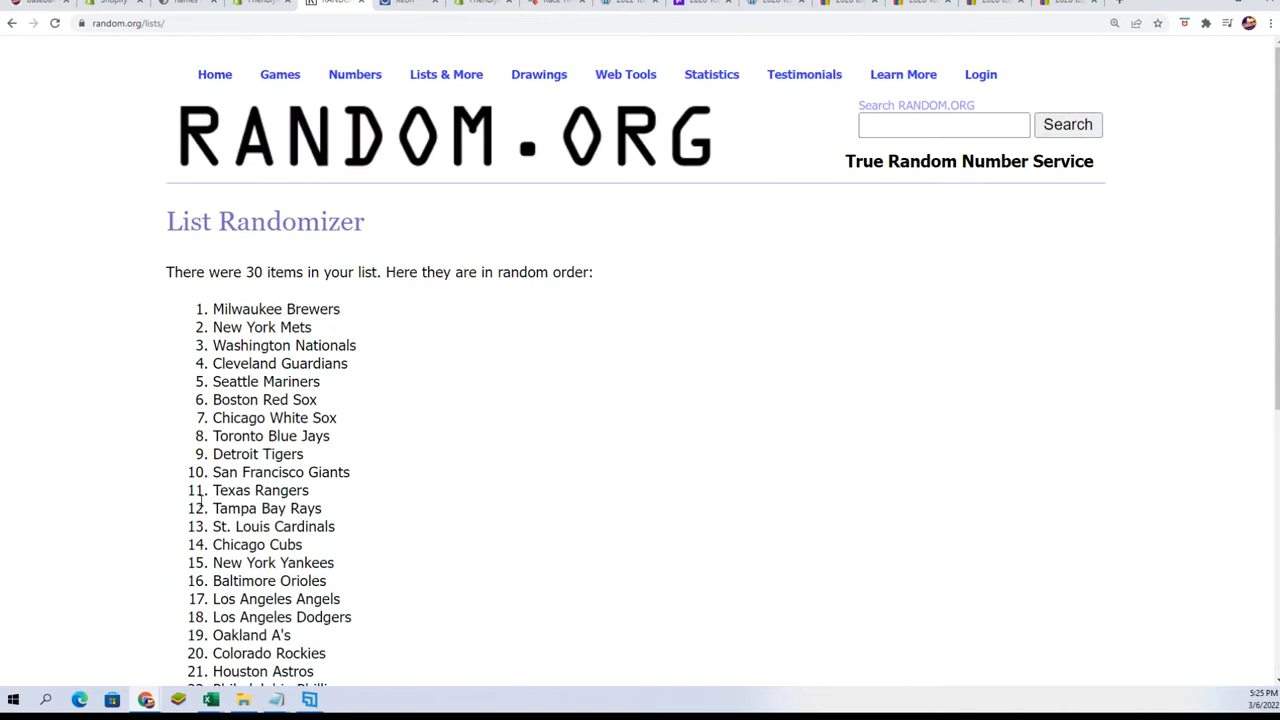 random.org/lists/
Home Games Numbers Lists & More Drawings Web Tools Statistics Testimonials Learn More Login
RANDOM.ORG
Search RANDOM.ORG
Search
True Random Number Service
List Randomizer
There were 30 items in your list. Here they are in random order:
1. Milwaukee Brewers
2. New York Mets
3. Washington Nationals
4. Cleveland Guardians
5. Seattle Mariners
6. Boston Red Sox
7. Chicago White Sox
8. Toronto Blue Jays
9. Detroit Tigers
10. San Francisco Giants
11. Texas Rangers
12. Tampa Bay Rays
13. St. Louis Cardinals
14. Chicago Cubs
15. New York Yankees
16. Baltimore Orioles
17. Los Angeles Angels
18. Los Angeles Dodgers
19. Oakland A's
20. Colorado Rockies
21. Houston Astros
5:25 PM
3/6/2022